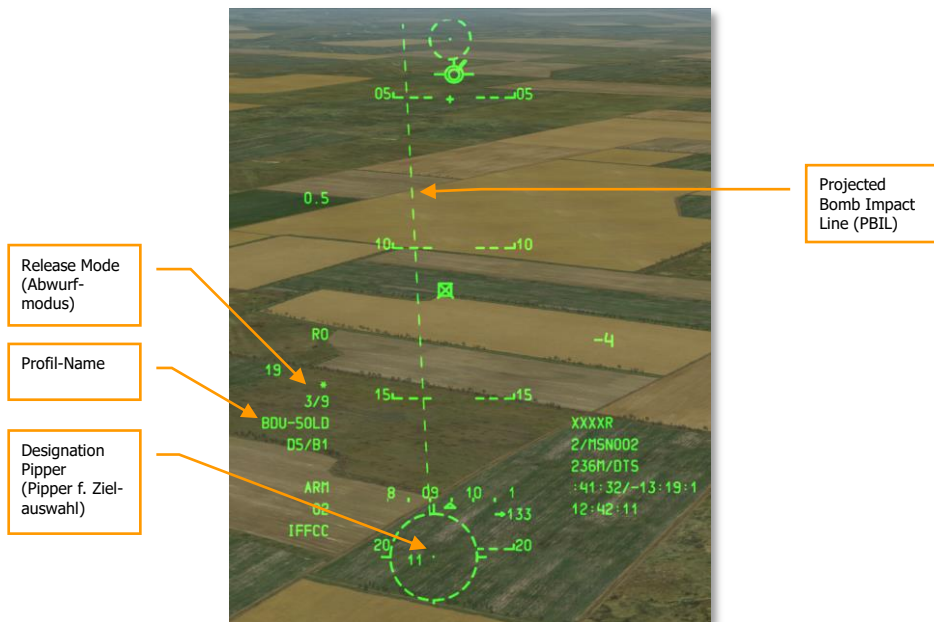 05 05
0.5
10 10
RO
-4
19
*
3/9
15 15
BDU-50LD
D5/B1
XXXXR
2/MSN002
236M/DTS
:41:32/-13:19:1
12:42:11
ARM
02
IFFCC
8 09 10 1
→133
20 20
11
Projected
Bomb Impact
Line (PBIL)
Release Mode
(Abwurf-
modus)
Profil-Name
Designation
Pipper
(Pipper f. Ziel-
auswahl)